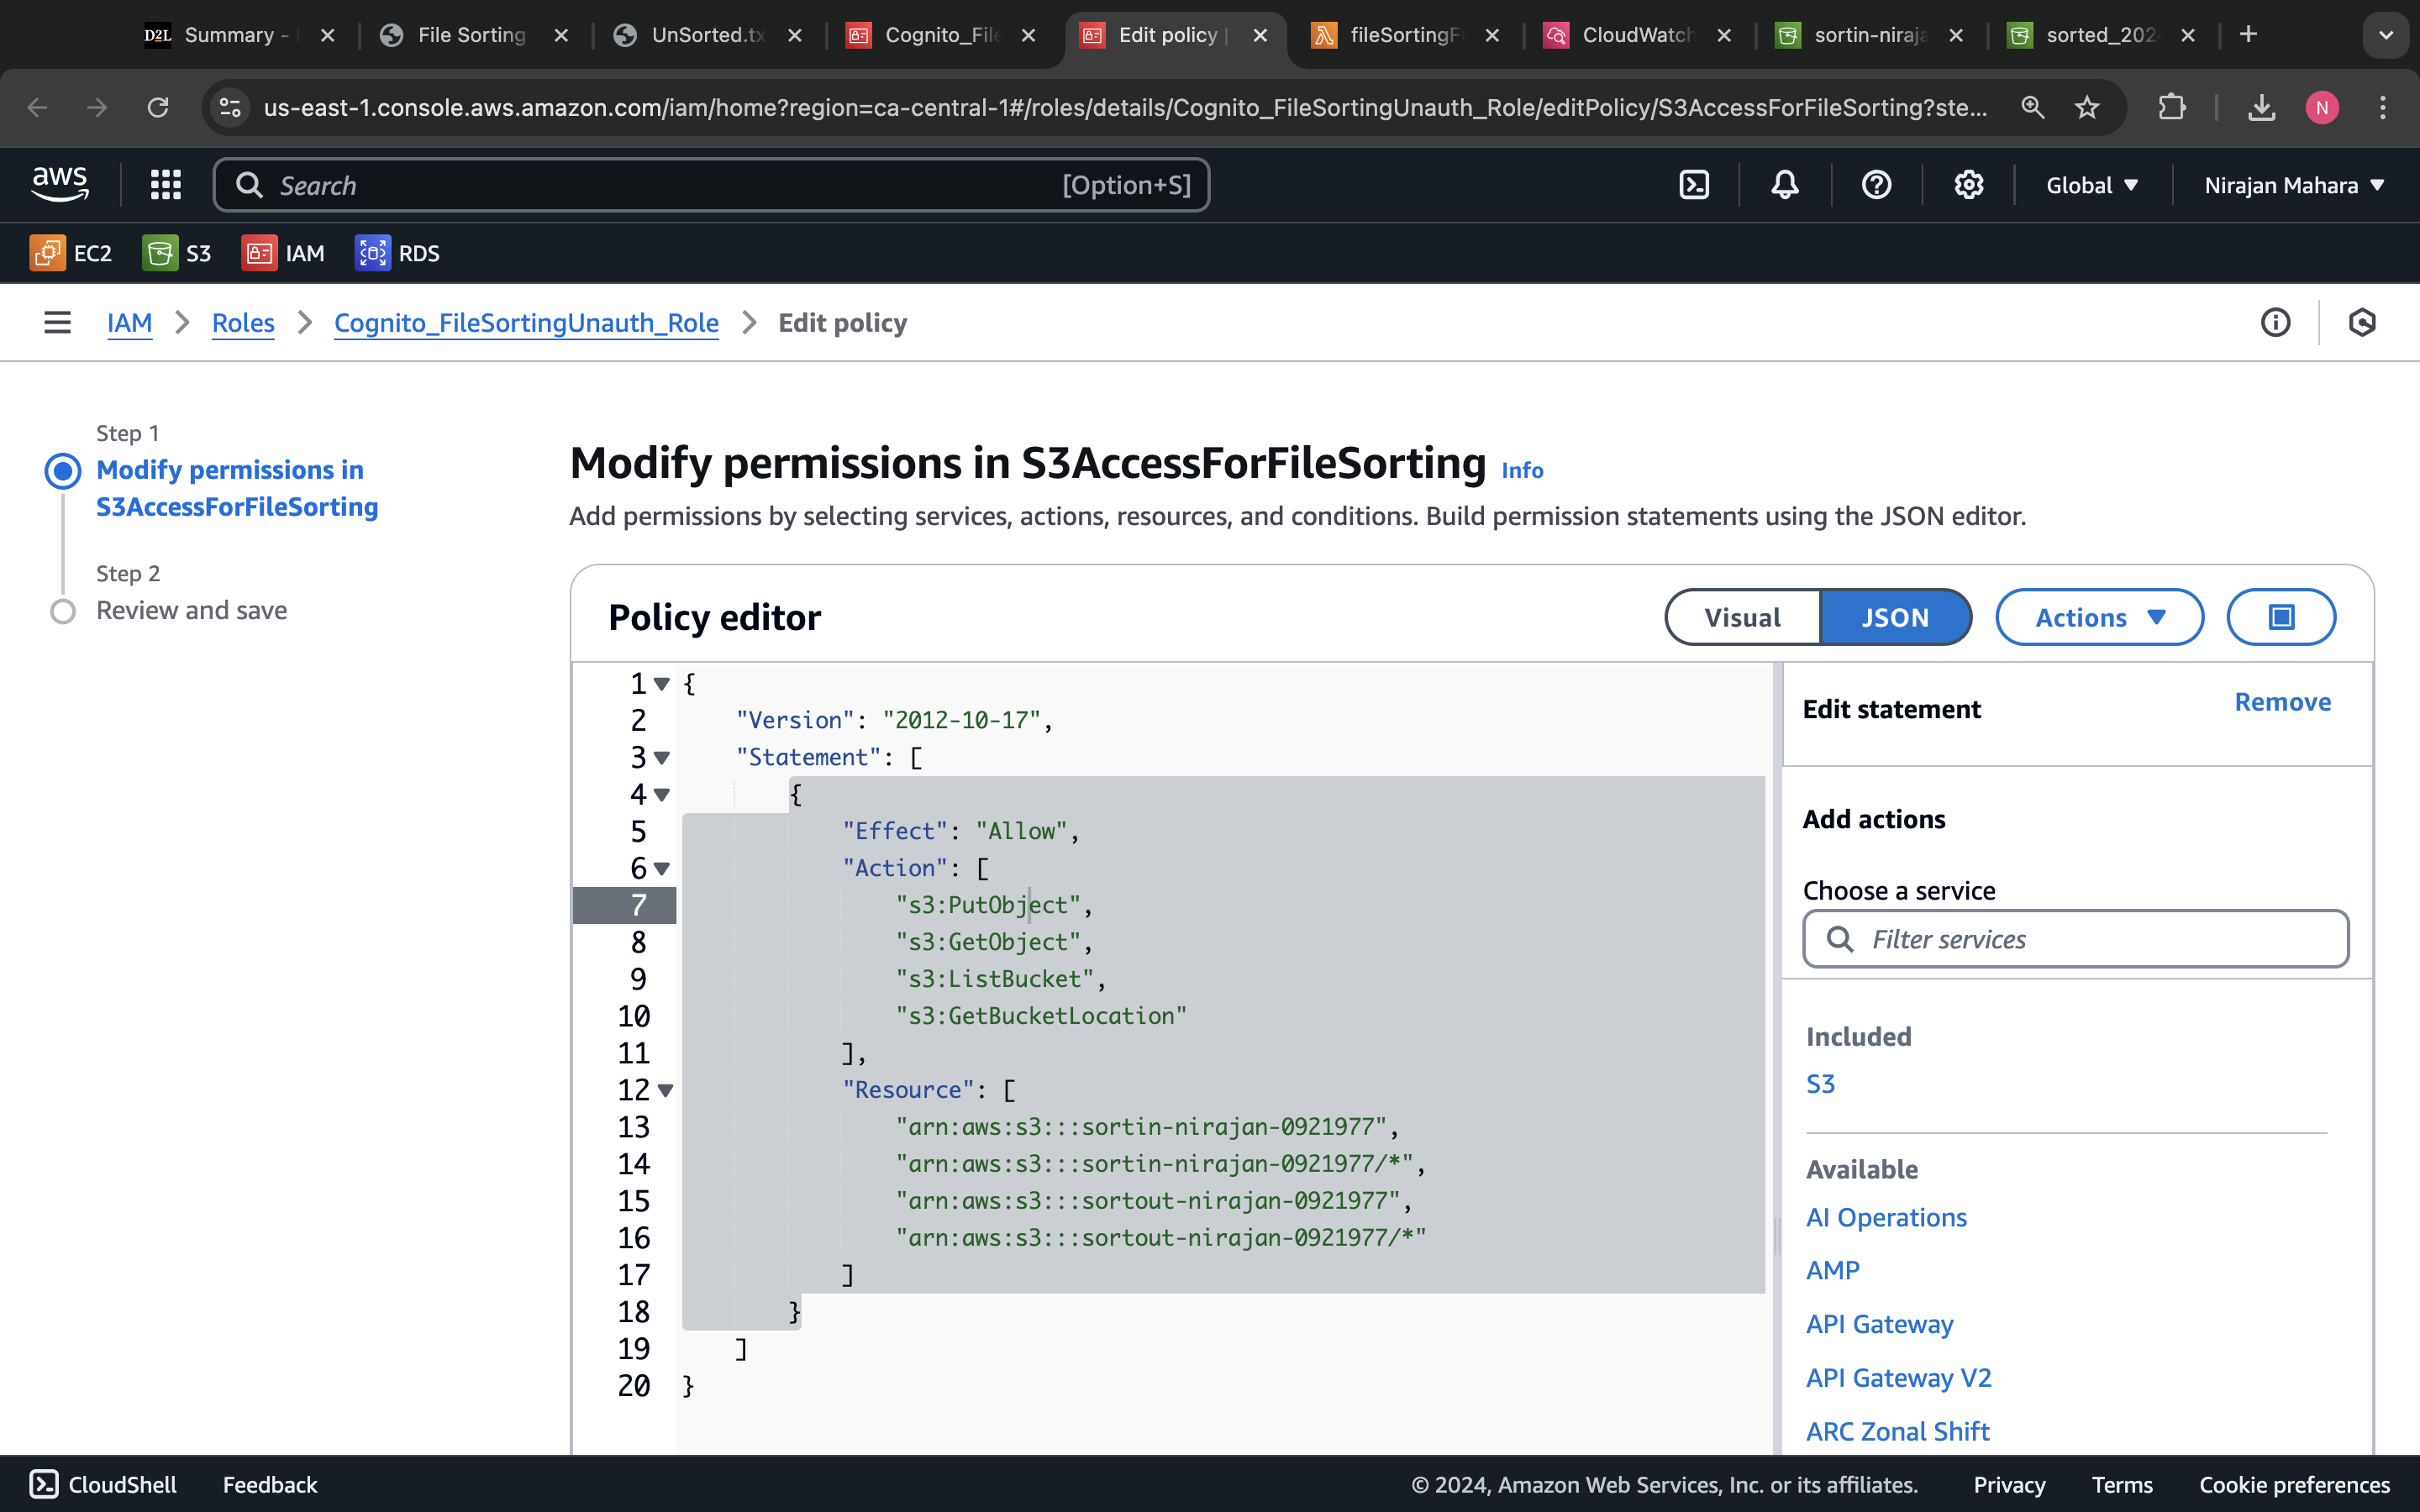 D2L Summary -
File Sorting
UnSorted.tx
Cognito_File
Edit policy |
fileSortingF
CloudWatch
sortin-niraja
sorted_202
us-east-1.console.aws.amazon.com/iam/home?region=ca-central-1#/roles/details/Cognito_FileSortingUnauth_Role/editPolicy/S3AccessForFileSorting?ste...
N
aws
Search
[Option+S]
Global
Nirajan Mahara
EC2
S3
IAM
RDS
IAM
Roles
Cognito_FileSortingUnauth_Role
Edit policy
Step 1
Modify permissions in
S3AccessForFileSorting
Step 2
Review and save
Modify permissions in S3AccessForFileSorting Info
Add permissions by selecting services, actions, resources, and conditions. Build permission statements using the JSON editor.
Policy editor
Visual
JSON
Actions
1 {
2 "Version": "2012-10-17",
3 "Statement": [
4 {
5 "Effect": "Allow",
6 "Action": [
7 "s3:PutObject",
8 "s3:GetObject",
9 "s3:ListBucket",
10 "s3:GetBucketLocation"
11 ],
12 "Resource": [
13 "arn:aws:s3:::sortin-nirajan-0921977",
14 "arn:aws:s3:::sortin-nirajan-0921977/*",
15 "arn:aws:s3:::sortout-nirajan-0921977",
16 "arn:aws:s3:::sortout-nirajan-0921977/*"
17 ]
18 }
19 ]
20 }
Edit statement
Remove
Add actions
Choose a service
Filter services
Included
S3
Available
AI Operations
AMP
API Gateway
API Gateway V2
ARC Zonal Shift
CloudShell
Feedback
© 2024, Amazon Web Services, Inc. or its affiliates.
Privacy
Terms
Cookie preferences